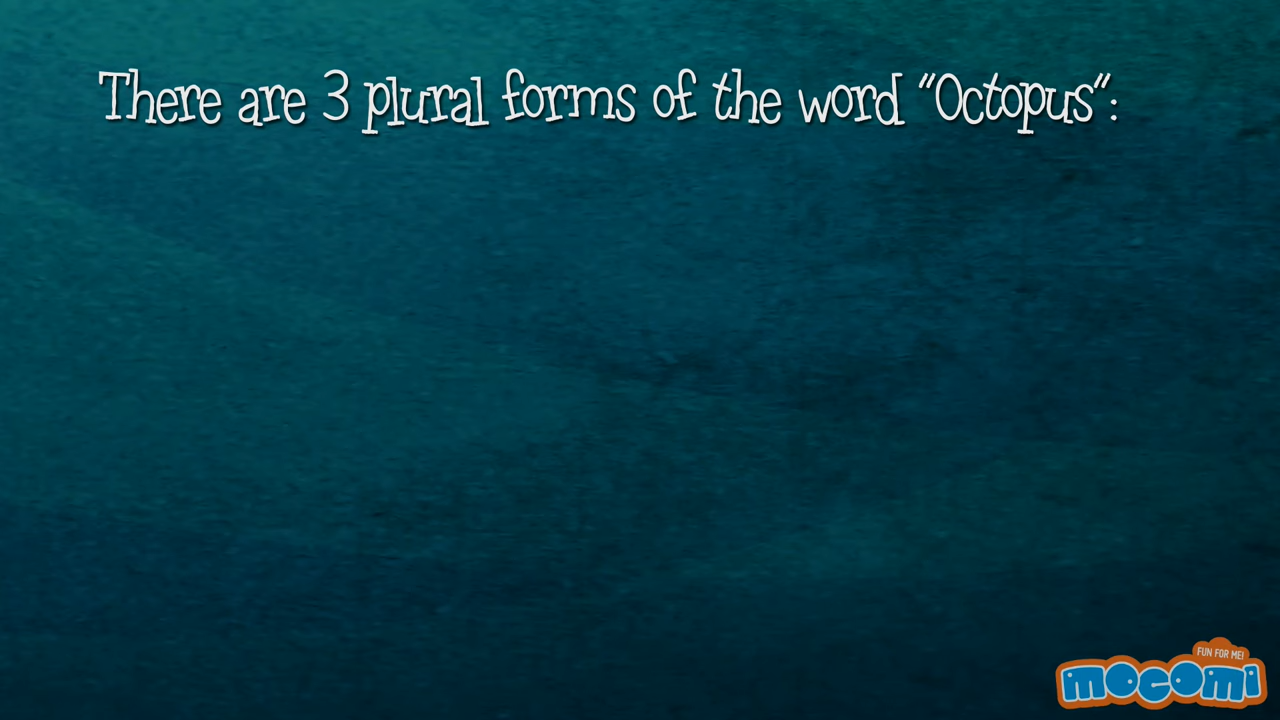 There are 3 plural forms of the word “Octopus“:
FUN FOR ME!
mocomi